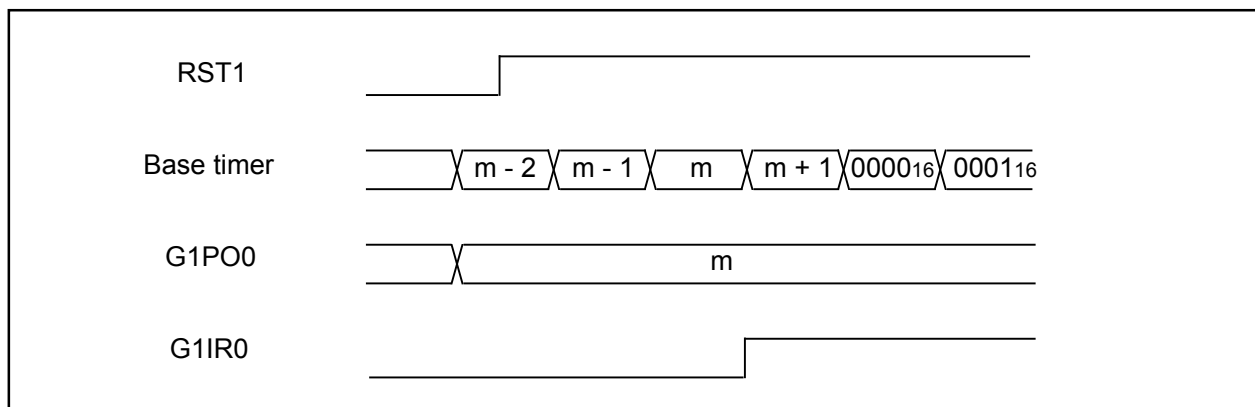 RST1
Base timer
m - 2 m - 1 m m + 1 000016 000116
G1PO0
m
G1IR0